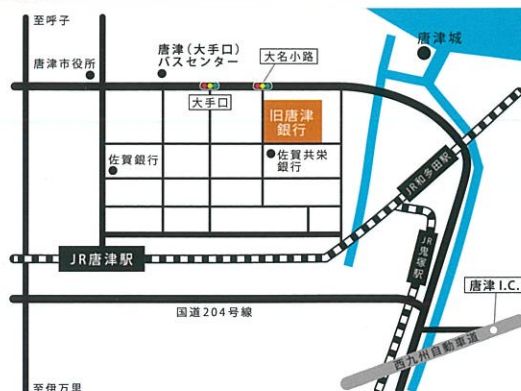 至呼子
唐津城
唐津(大手口)
バスセンター
大名小路
唐津市役所
大手口
旧唐津
銀行
佐賀銀行
佐賀共栄
銀行
JR和多田駅
JR鬼塚駅
JR唐津駅
唐津 I.C.
国道204号線
西九州自動車道
至伊万里